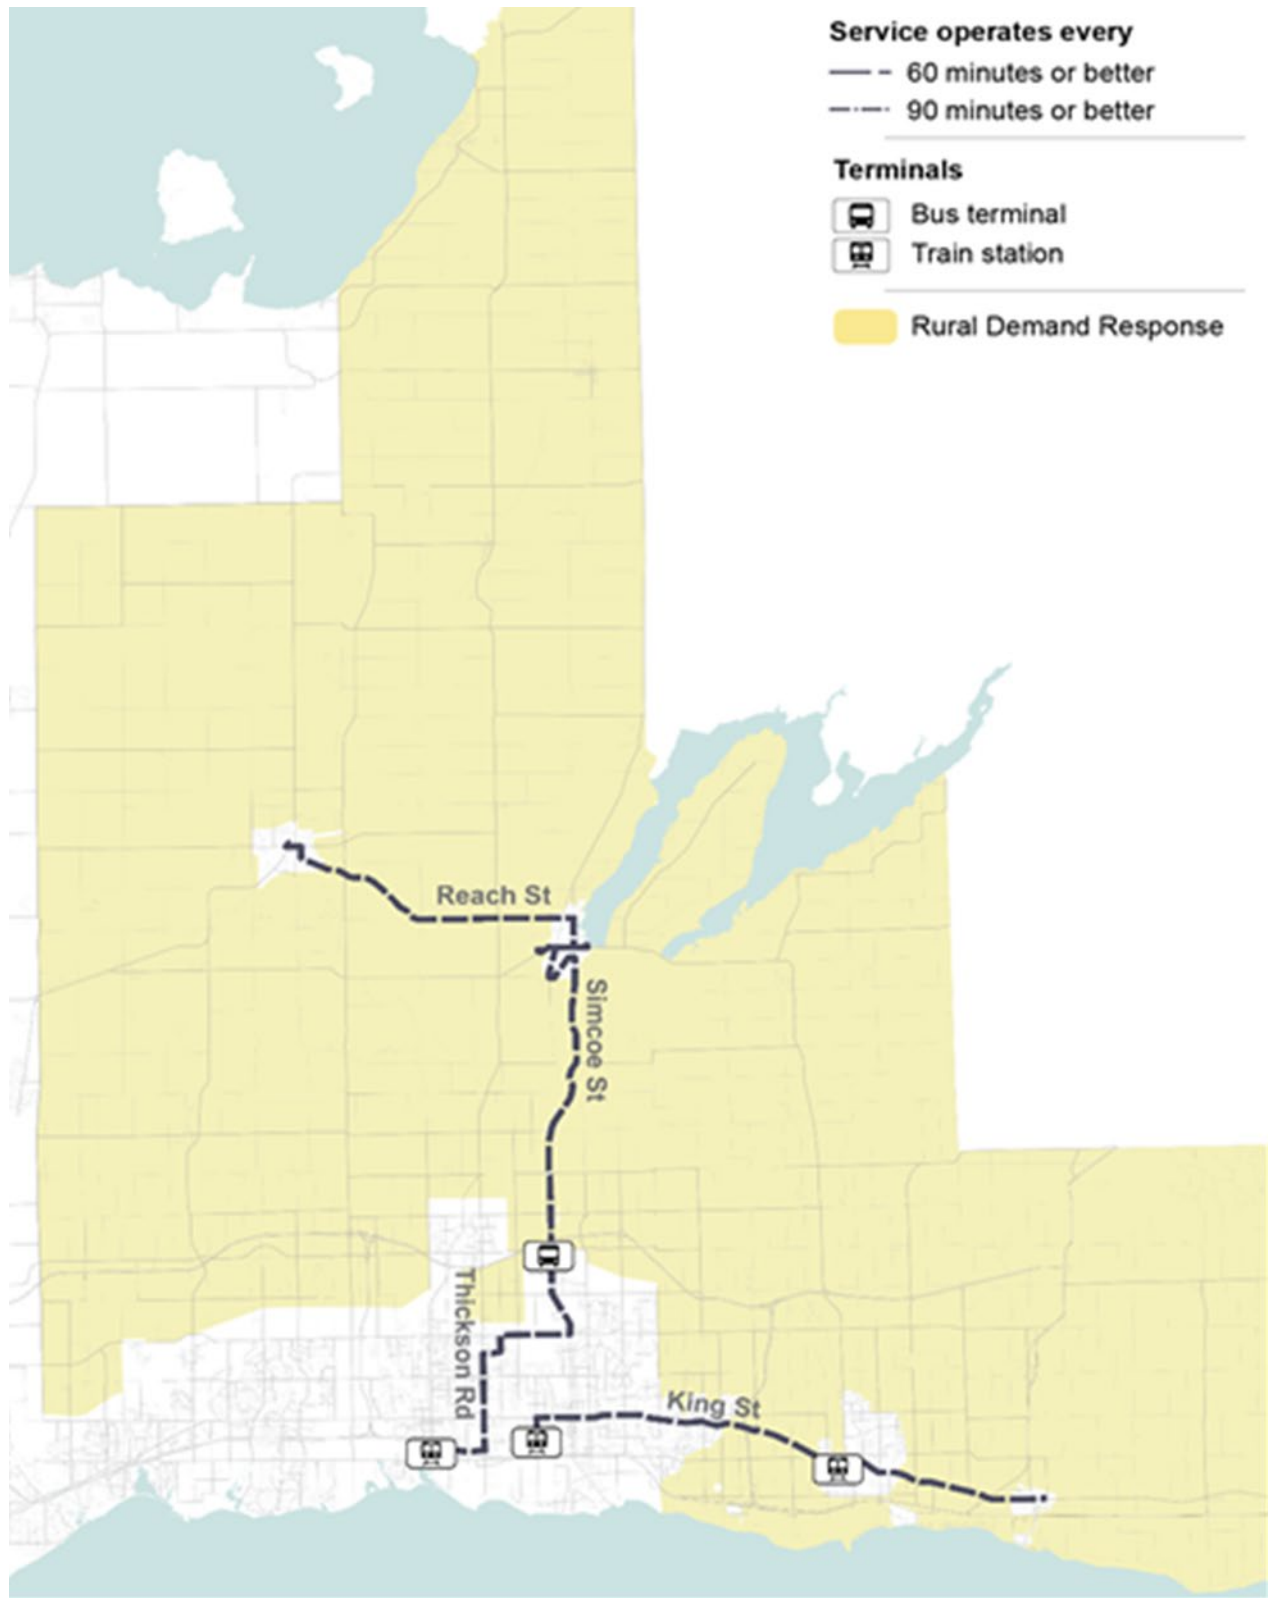 Service operates every
60 minutes or better
90 minutes or better
Terminals
Bus terminal
Train station
Rural Demand Response
Reach St
Simcoe St
Thickson Rd
King St